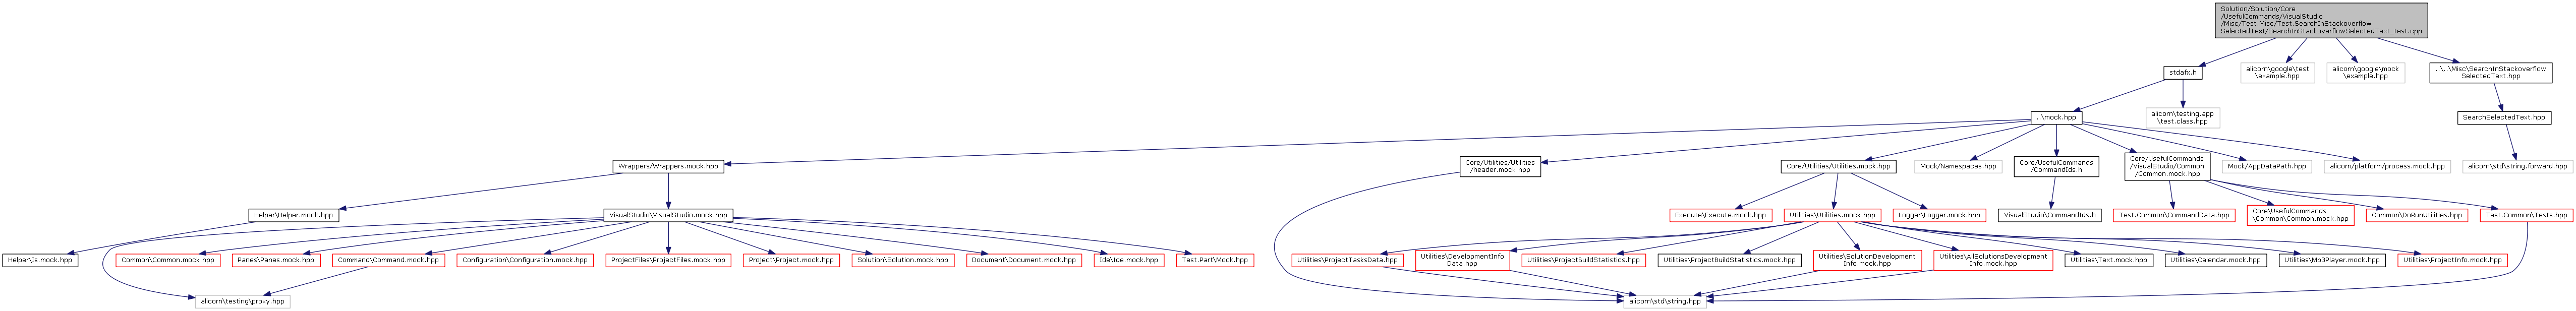 Solution/Solution/Core
/UsefulCommands/VisualStudio
/Misc/Test.Misc/Test.SearchInStackoverflow
SelectedText/SearchInStackoverflowSelectedText_test.cpp
stdafx.h
alicorn\google\test
\example.hpp
alicorn\google\mock
\example.hpp
..\..\Misc\SearchInStackoverflow
SelectedText.hpp
..\mock.hpp
alicorn\testing.app
\test.class.hpp
SearchSelectedText.hpp
Wrappers/Wrappers.mock.hpp
Core/Utilities/Utilities
/header.mock.hpp
Core/Utilities/Utilities.mock.hpp
Mock/Namespaces.hpp
Core/UsefulCommands
/CommandIds.h
Core/UsefulCommands
/VisualStudio/Common
/Common.mock.hpp
Mock/AppDataPath.hpp
alicorn/platform/process.mock.hpp
alicorn\std\string.forward.hpp
Helper\Helper.mock.hpp
VisualStudio\VisualStudio.mock.hpp
Execute\Execute.mock.hpp
Utilities\Utilities.mock.hpp
Logger\Logger.mock.hpp
VisualStudio\CommandIds.h
Test.Common\CommandData.hpp
Core\UsefulCommands
\Common\Common.mock.hpp
Common\DoRunUtilities.hpp
Test.Common\Tests.hpp
Helper\Is.mock.hpp
Common\Common.mock.hpp
Panes\Panes.mock.hpp
Command\Command.mock.hpp
Configuration\Configuration.mock.hpp
ProjectFiles\ProjectFiles.mock.hpp
Project\Project.mock.hpp
Solution\Solution.mock.hpp
Document\Document.mock.hpp
Ide\Ide.mock.hpp
Test.Part\Mock.hpp
Utilities\ProjectTasksData.hpp
Utilities\DevelopmentInfo
Data.hpp
Utilities\ProjectBuildStatistics.hpp
Utilities\ProjectBuildStatistics.mock.hpp
Utilities\SolutionDevelopment
Info.mock.hpp
Utilities\AllSolutionsDevelopment
Info.mock.hpp
Utilities\Text.mock.hpp
Utilities\Calendar.mock.hpp
Utilities\Mp3Player.mock.hpp
Utilities\ProjectInfo.mock.hpp
alicorn\testing\proxy.hpp
alicorn\std\string.hpp